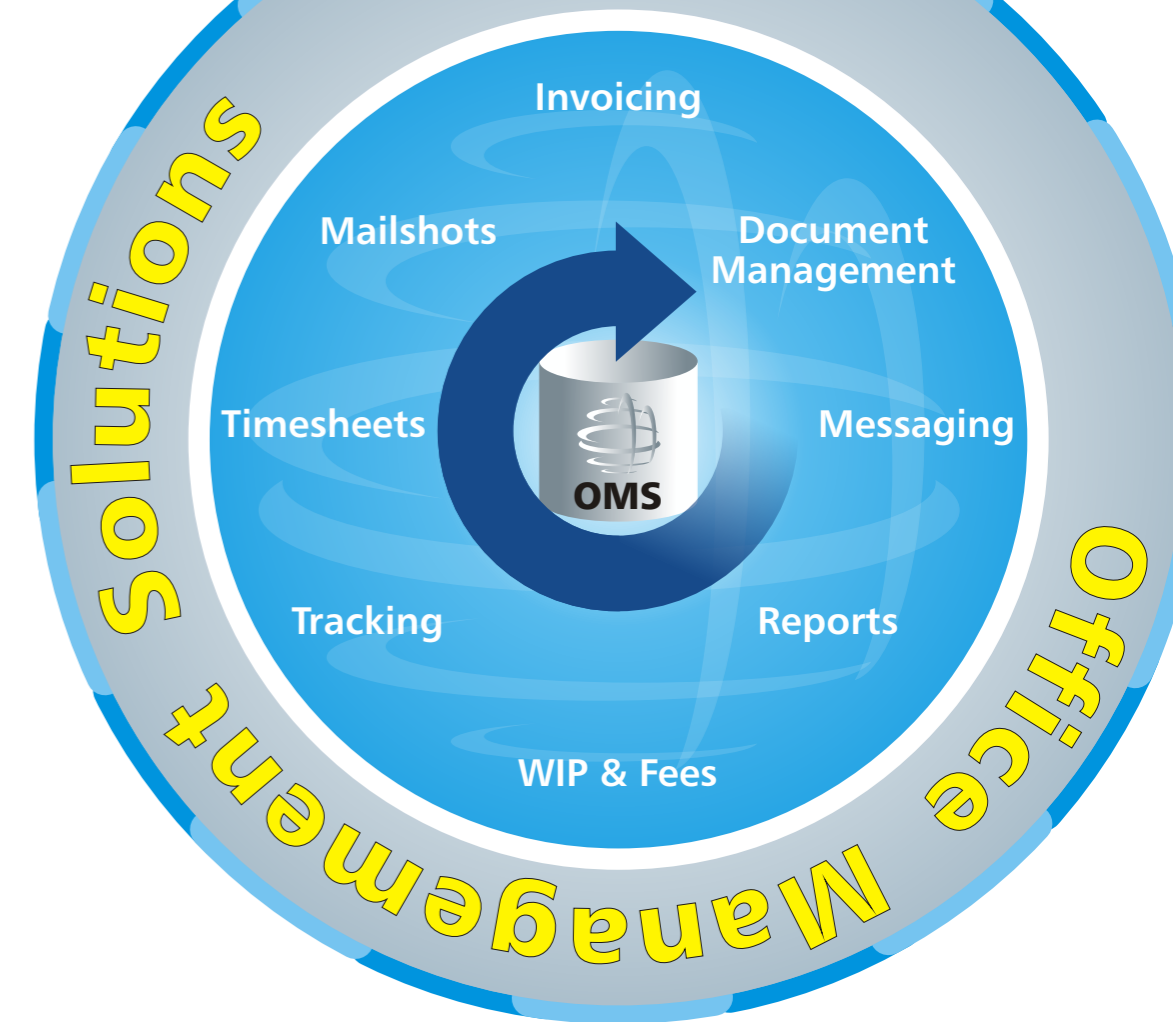 Invoicing
Mailshots
Document
Management
Timesheets
Messaging
OMS
Tracking
Reports
WIP & Fees
Office Management Solutions